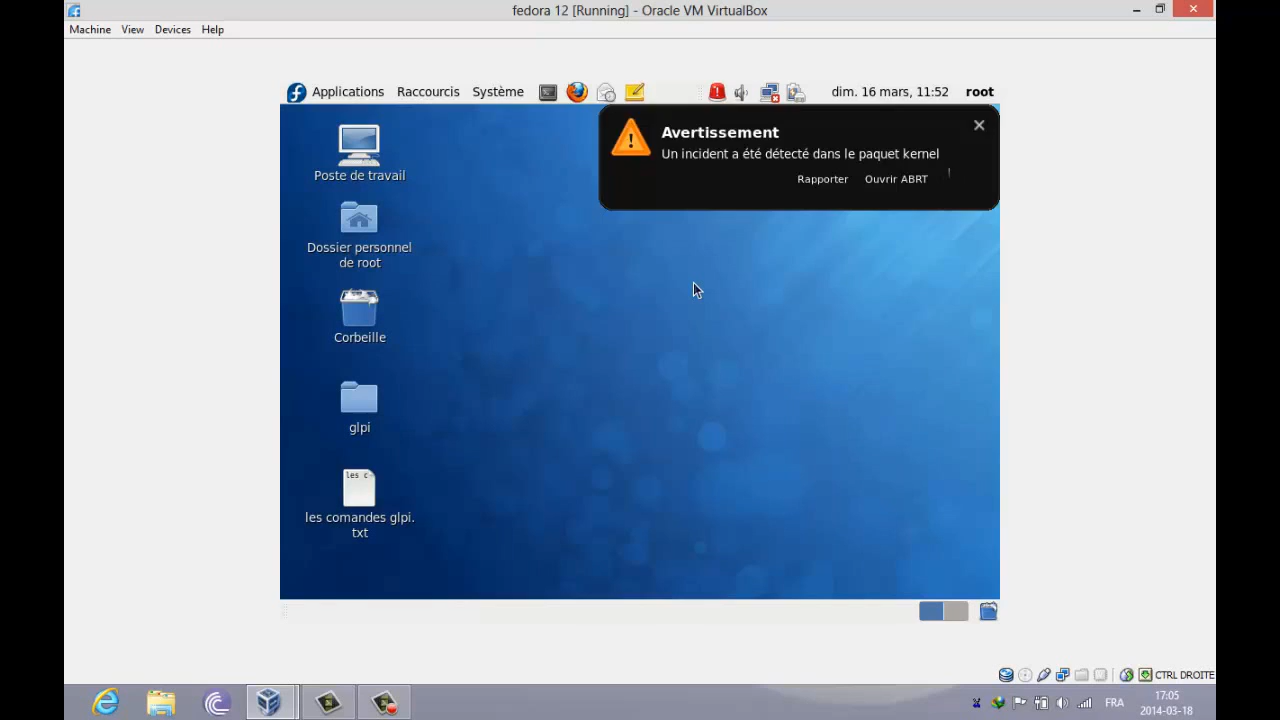 fedora 12 [Running] - Oracle VM VirtualBox
Machine View Devices Help
Applications Raccourcis Système dim. 16 mars, 11:52 root
Avertissement
Un incident a été détecté dans le paquet kernel
Rapporter Ouvrir ABRT
Poste de travail
Dossier personnel
de root
Corbeille
glpi
les c
les comandes glpi.
txt
CTRL DROITE
FRA
17:05
2014-03-18